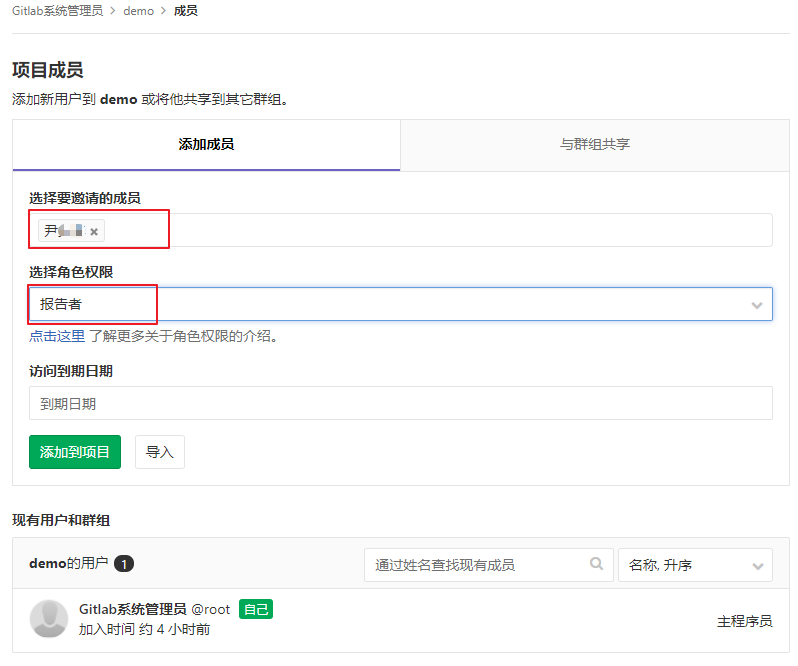 Gitlab系统管理员 > demo > 成员
项目成员
添加新用户到 demo 或将他共享到其它群组。
添加成员
与群组共享
选择要邀请的成员
尹 ×
选择角色权限
报告者
点击这里 了解更多关于角色权限的介绍。
访问到期日期
到期日期
添加到项目 导入
现有用户和群组
demo的用户 1 通过姓名查找现有成员 名称, 升序
Gitlab系统管理员 @root 自己
加入时间 约 4 小时前
主程序员